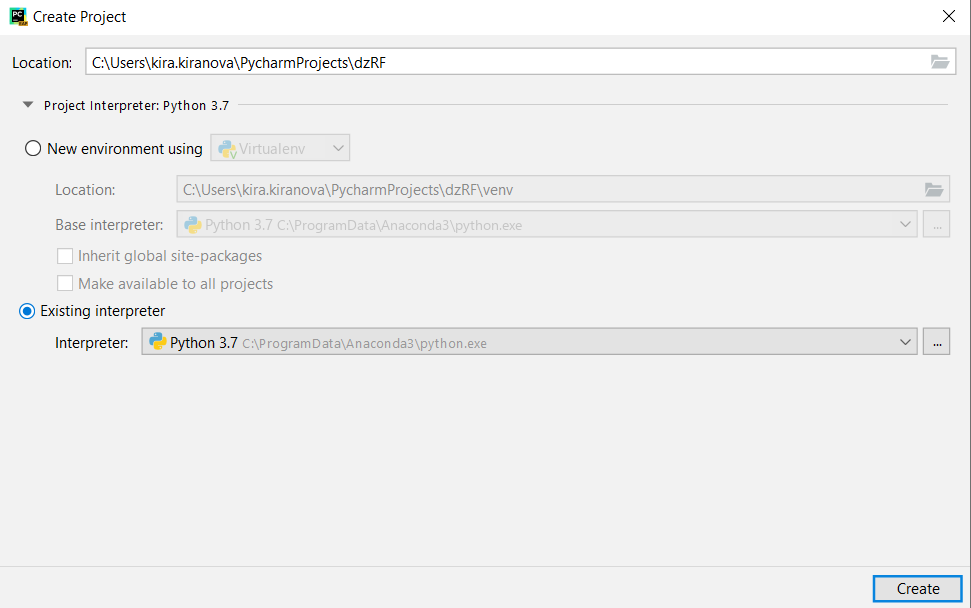 Create Project
Location: C:\Users\kira.kiranova\PycharmProjects\dzRF
Project Interpreter: Python 3.7
New environment using Virtualenv
Location: C:\Users\kira.kiranova\PycharmProjects\dzRF\venv
Base interpreter: Python 3.7 C:\ProgramData\Anaconda3\python.exe ...
Inherit global site-packages
Make available to all projects
Existing interpreter
Interpreter: Python 3.7 C:\ProgramData\Anaconda3\python.exe ...
Create